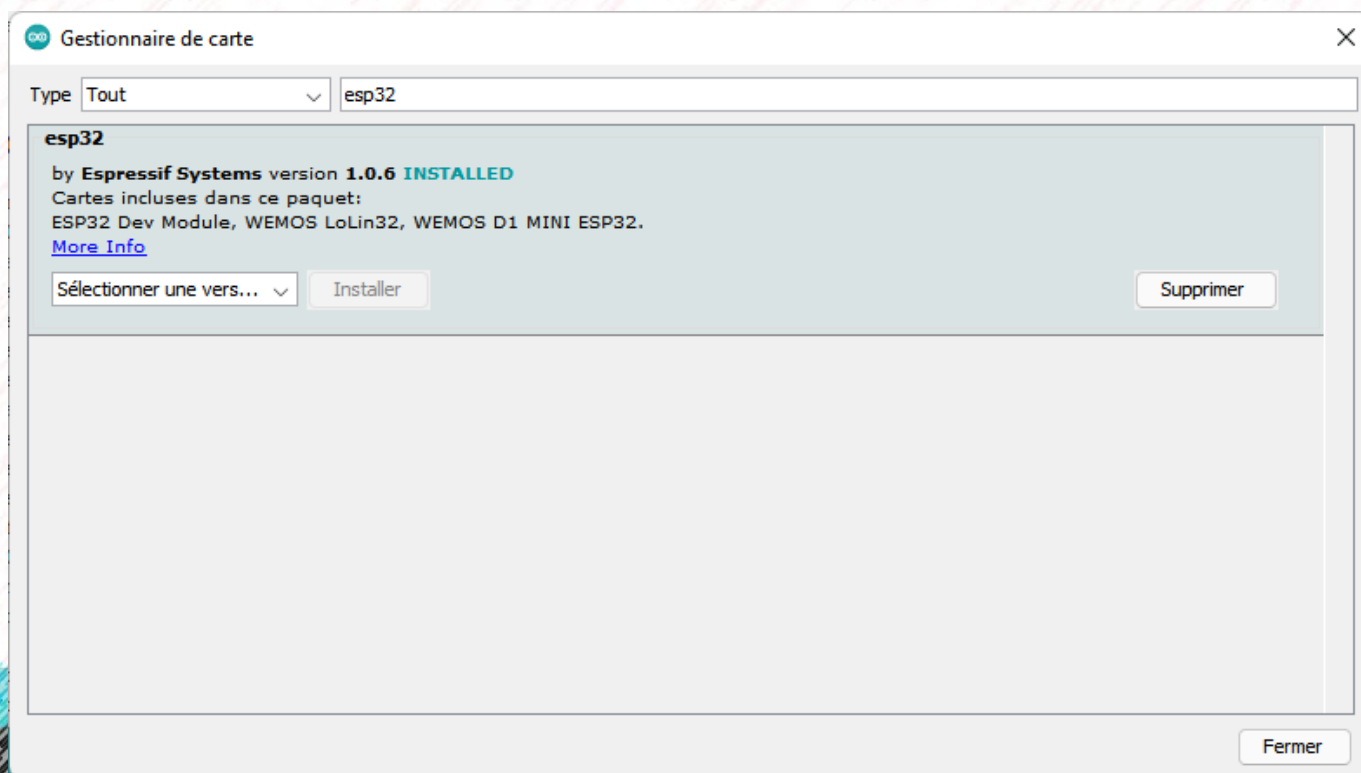 Gestionnaire de carte
Type Tout esp32
esp32
by Espressif Systems version 1.0.6 INSTALLED
Cartes incluses dans ce paquet:
ESP32 Dev Module, WEMOS LoLin32, WEMOS D1 MINI ESP32.
More Info
Sélectionner une vers... Installer Supprimer
Fermer